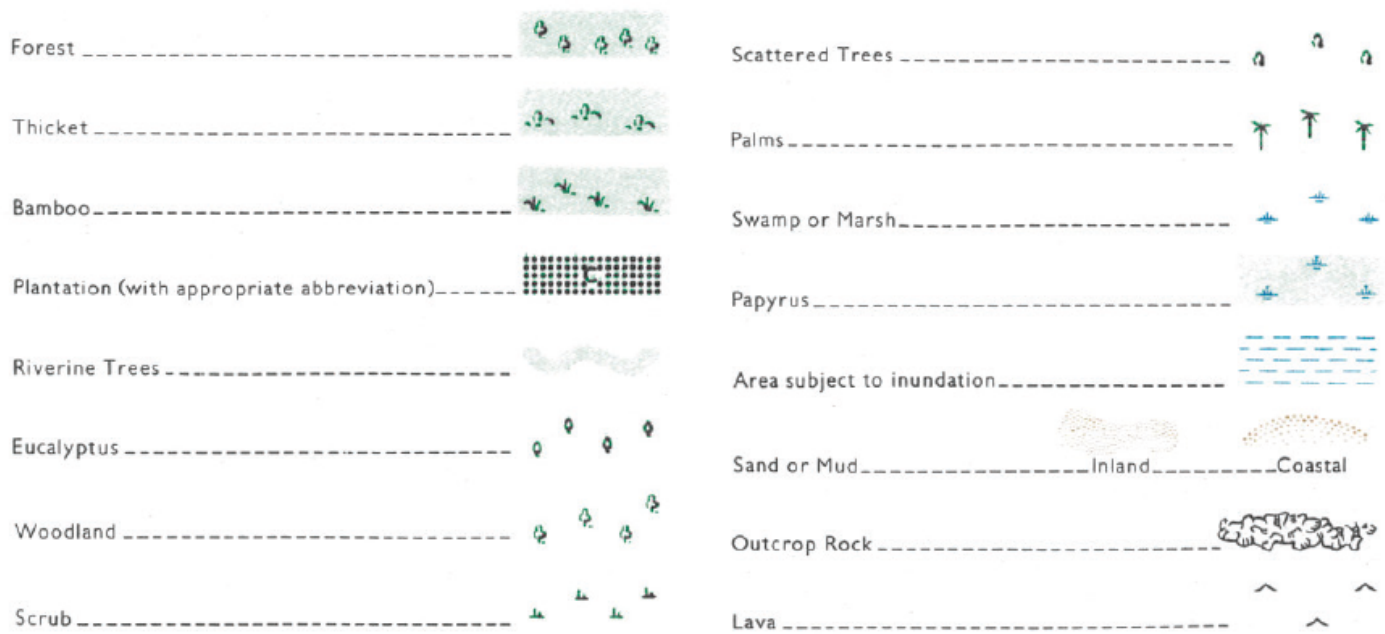 Forest
Thicket
Bamboo
C
Plantation (with appropriate abbreviation)
Riverine Trees
Eucalyptus
Woodland
Scrub
Scattered Trees
Palms
Swamp or Marsh
Papyrus
Area subject to inundation
Sand or Mud Inland Coastal
Outcrop Rock
Lava